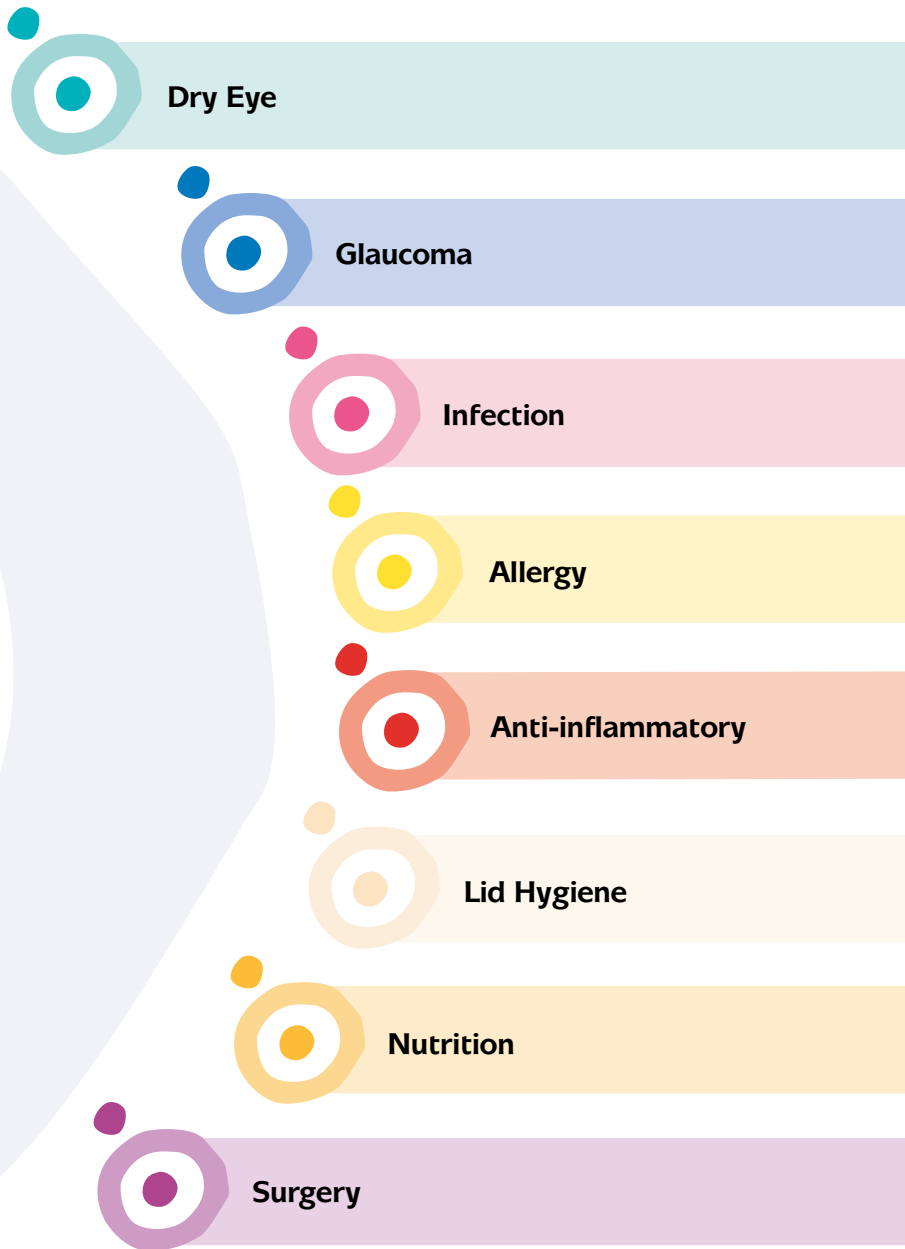 Dry Eye
Glaucoma
Infection
Allergy
Anti-inflammatory
Lid Hygiene
Nutrition
Surgery